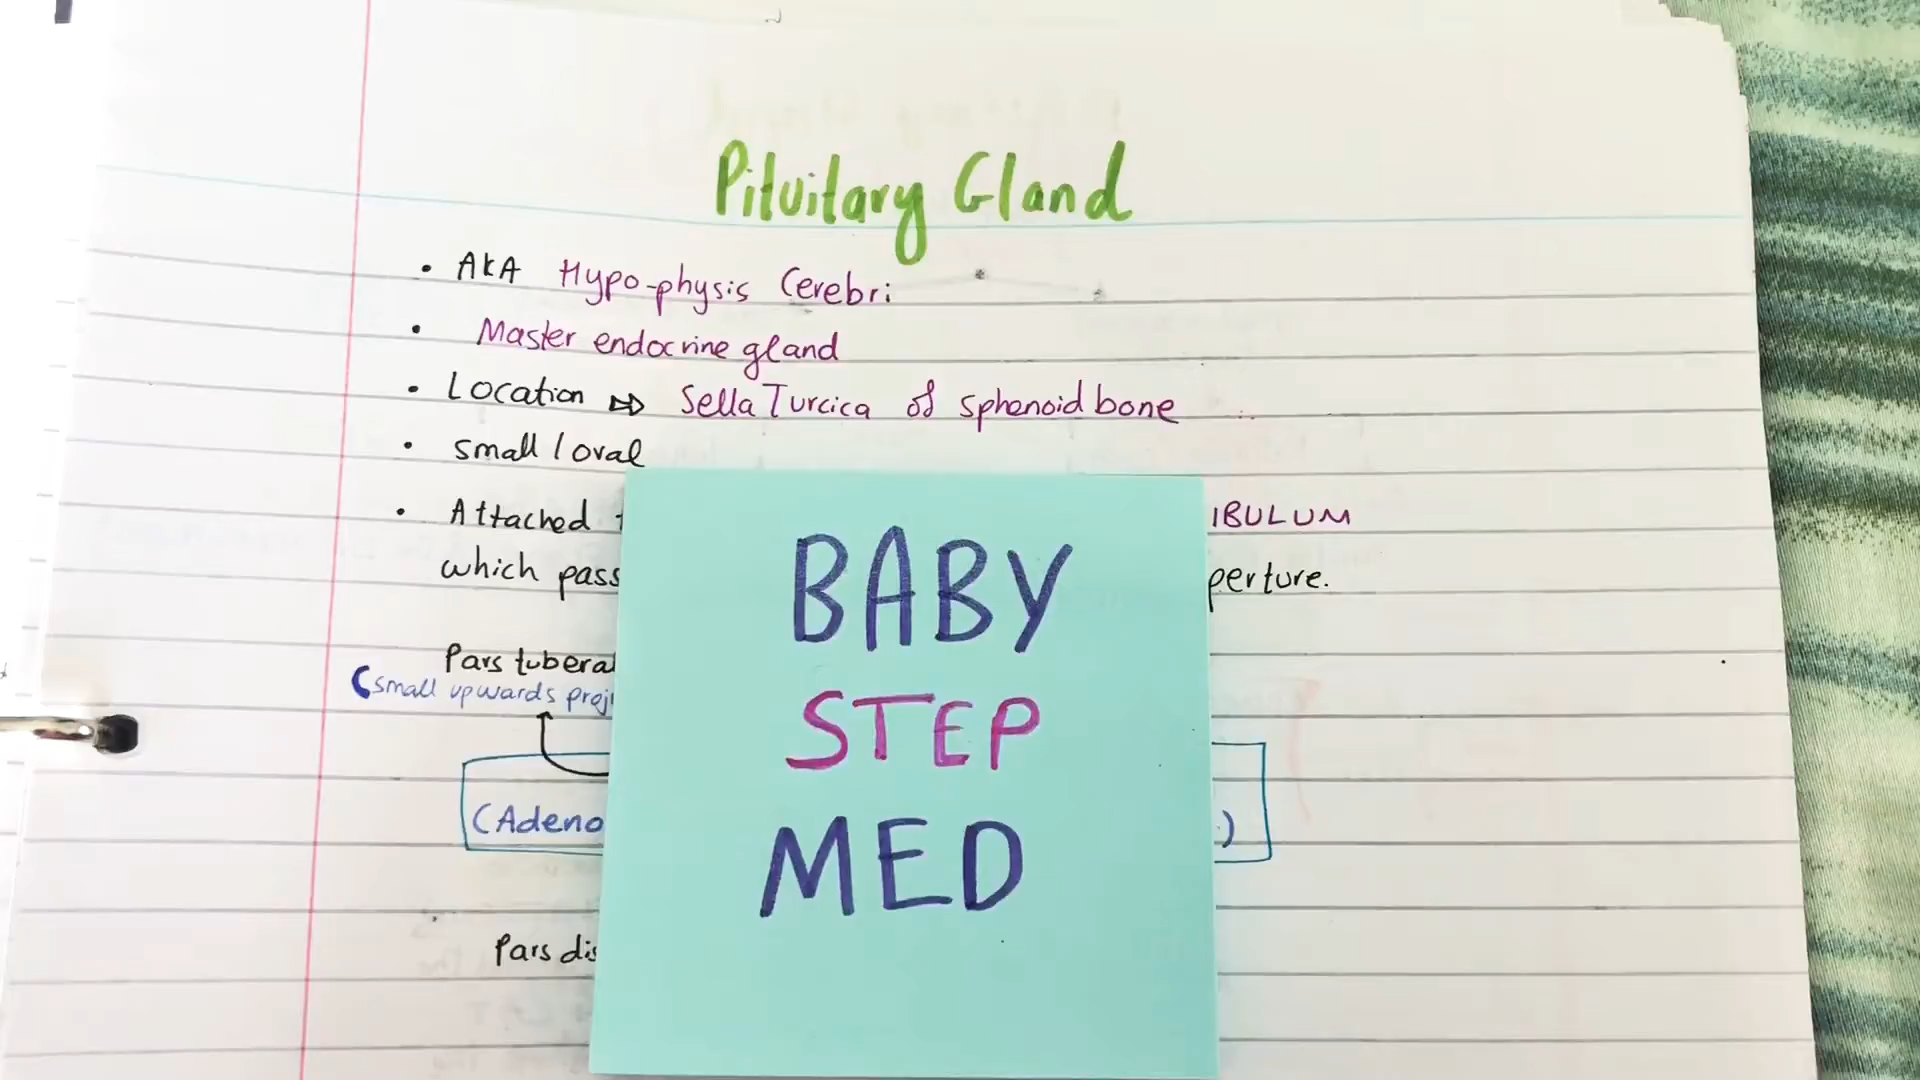 Pituitary Gland
• AKA Hypo-physis Cerebri
• Master endocrine gland
• Location ⇒ Sella Turcica of sphenoid bone
• small / oval
• Attached IBULUM
which pass perture.
Pars tuberal
(small upwards proj
(Adeno .)
Pars dis
BABY
STEP
MED